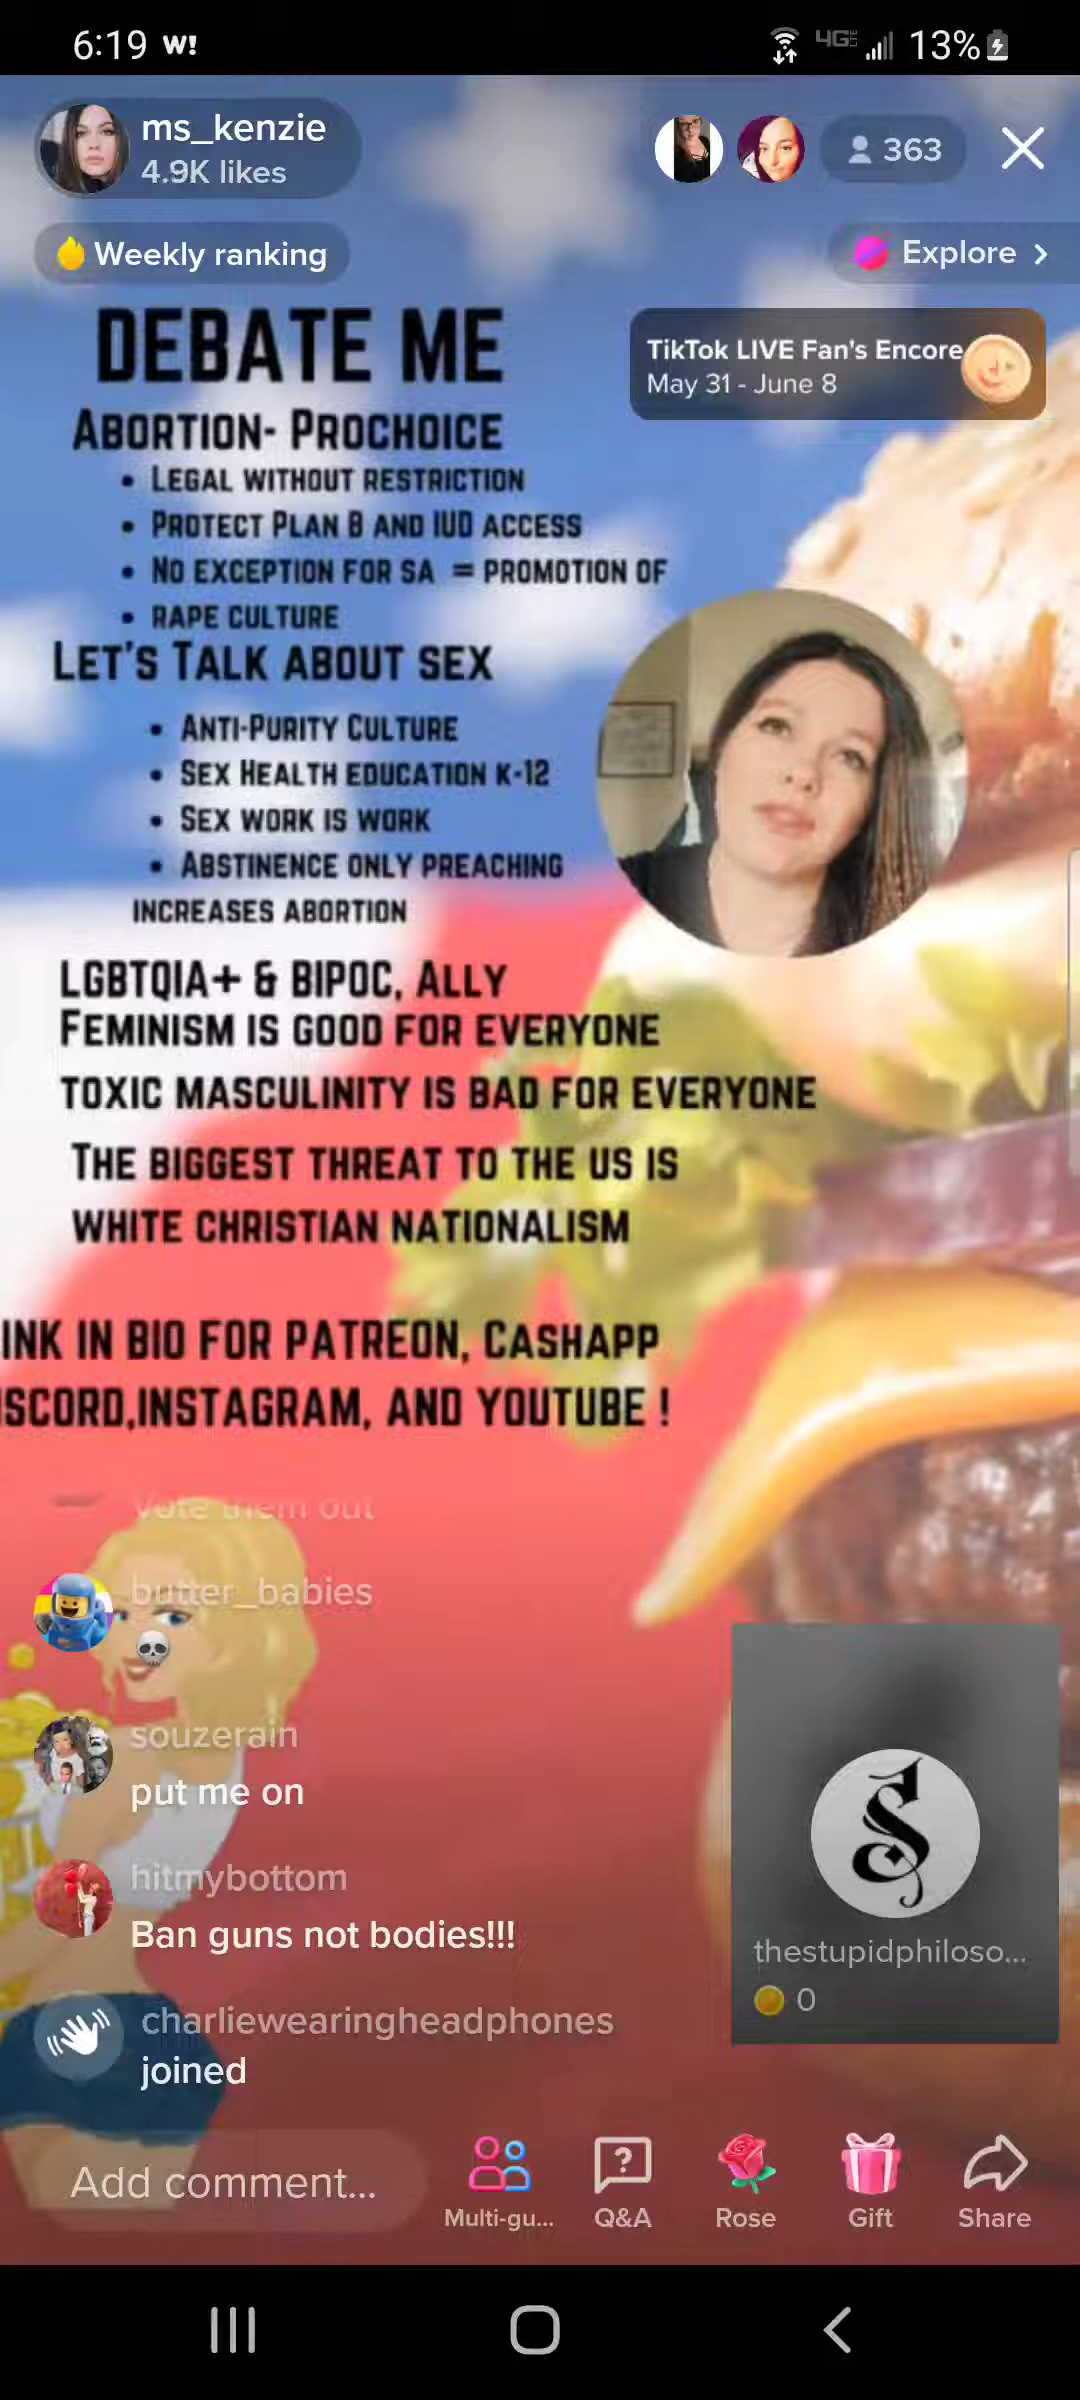 6:19 W! 4G LTE 13%
ms_kenzie
4.9K likes
363
Weekly ranking
Explore >
DEBATE ME
TikTok LIVE Fan's Encore
May 31 - June 8
ABORTION- PROCHOICE
• LEGAL WITHOUT RESTRICTION
• PROTECT PLAN B AND IUD ACCESS
• NO EXCEPTION FOR SA = PROMOTION OF
• RAPE CULTURE
LET'S TALK ABOUT SEX
• ANTI-PURITY CULTURE
• SEX HEALTH EDUCATION K-12
• SEX WORK IS WORK
• ABSTINENCE ONLY PREACHING
INCREASES ABORTION
LGBTQIA+ & BIPOC, ALLY
FEMINISM IS GOOD FOR EVERYONE
TOXIC MASCULINITY IS BAD FOR EVERYONE
THE BIGGEST THREAT TO THE US IS
WHITE CHRISTIAN NATIONALISM
INK IN BIO FOR PATREON, CASHAPP
ISCORD,INSTAGRAM, AND YOUTUBE !
Vote them out
butter_babies
💀
souzerain
put me on
hitmybottom
Ban guns not bodies!!!
S
thestupidphiloso...
0
charliewearingheadphones
joined
Add comment...
Multi-gu...
Q&A
Rose
Gift
Share